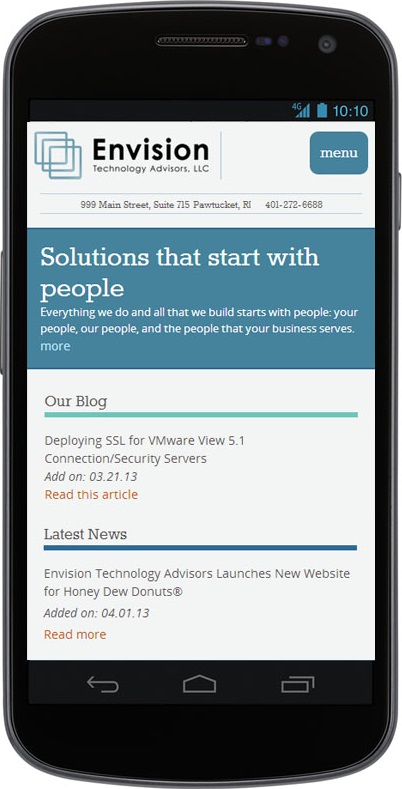 4G 10:10
Envision
Technology Advisors, LLC
menu
999 Main Street, Suite 715 Pawtucket, RI 401-272-6688
Solutions that start with
people
Everything we do and all that we build starts with people: your
people, our people, and the people that your business serves.
more
Our Blog
Deploying SSL for VMware View 5.1
Connection/Security Servers
Add on: 03.21.13
Read this article
Latest News
Envision Technology Advisors Launches New Website
for Honey Dew Donuts®
Added on: 04.01.13
Read more